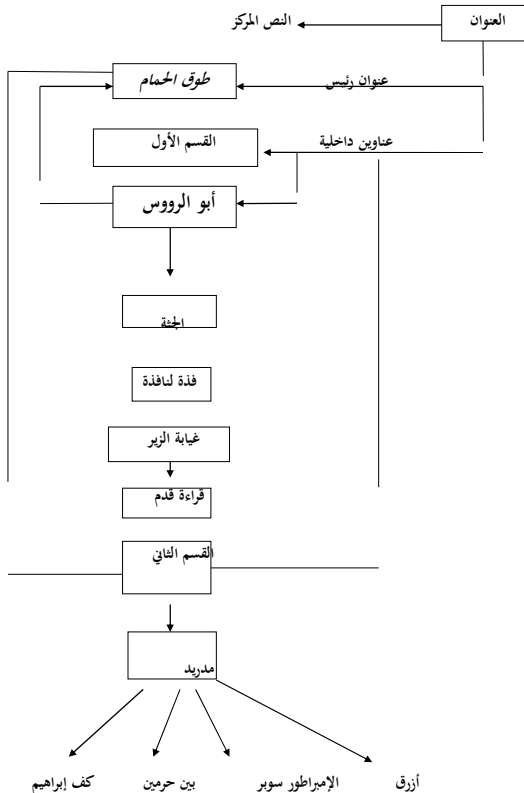 العنوان
النص المركز
طوق الحمام
عنوان رئيس
القسم الأول
عناوين داخلية
أبو الرووس
الجثة
فذة لنافذة
غيابة الزير
قراءة قدم
القسم الثاني
مدريد
أزرق
الإمبراطور سوبر
بين حرمين
كف إبراهيم